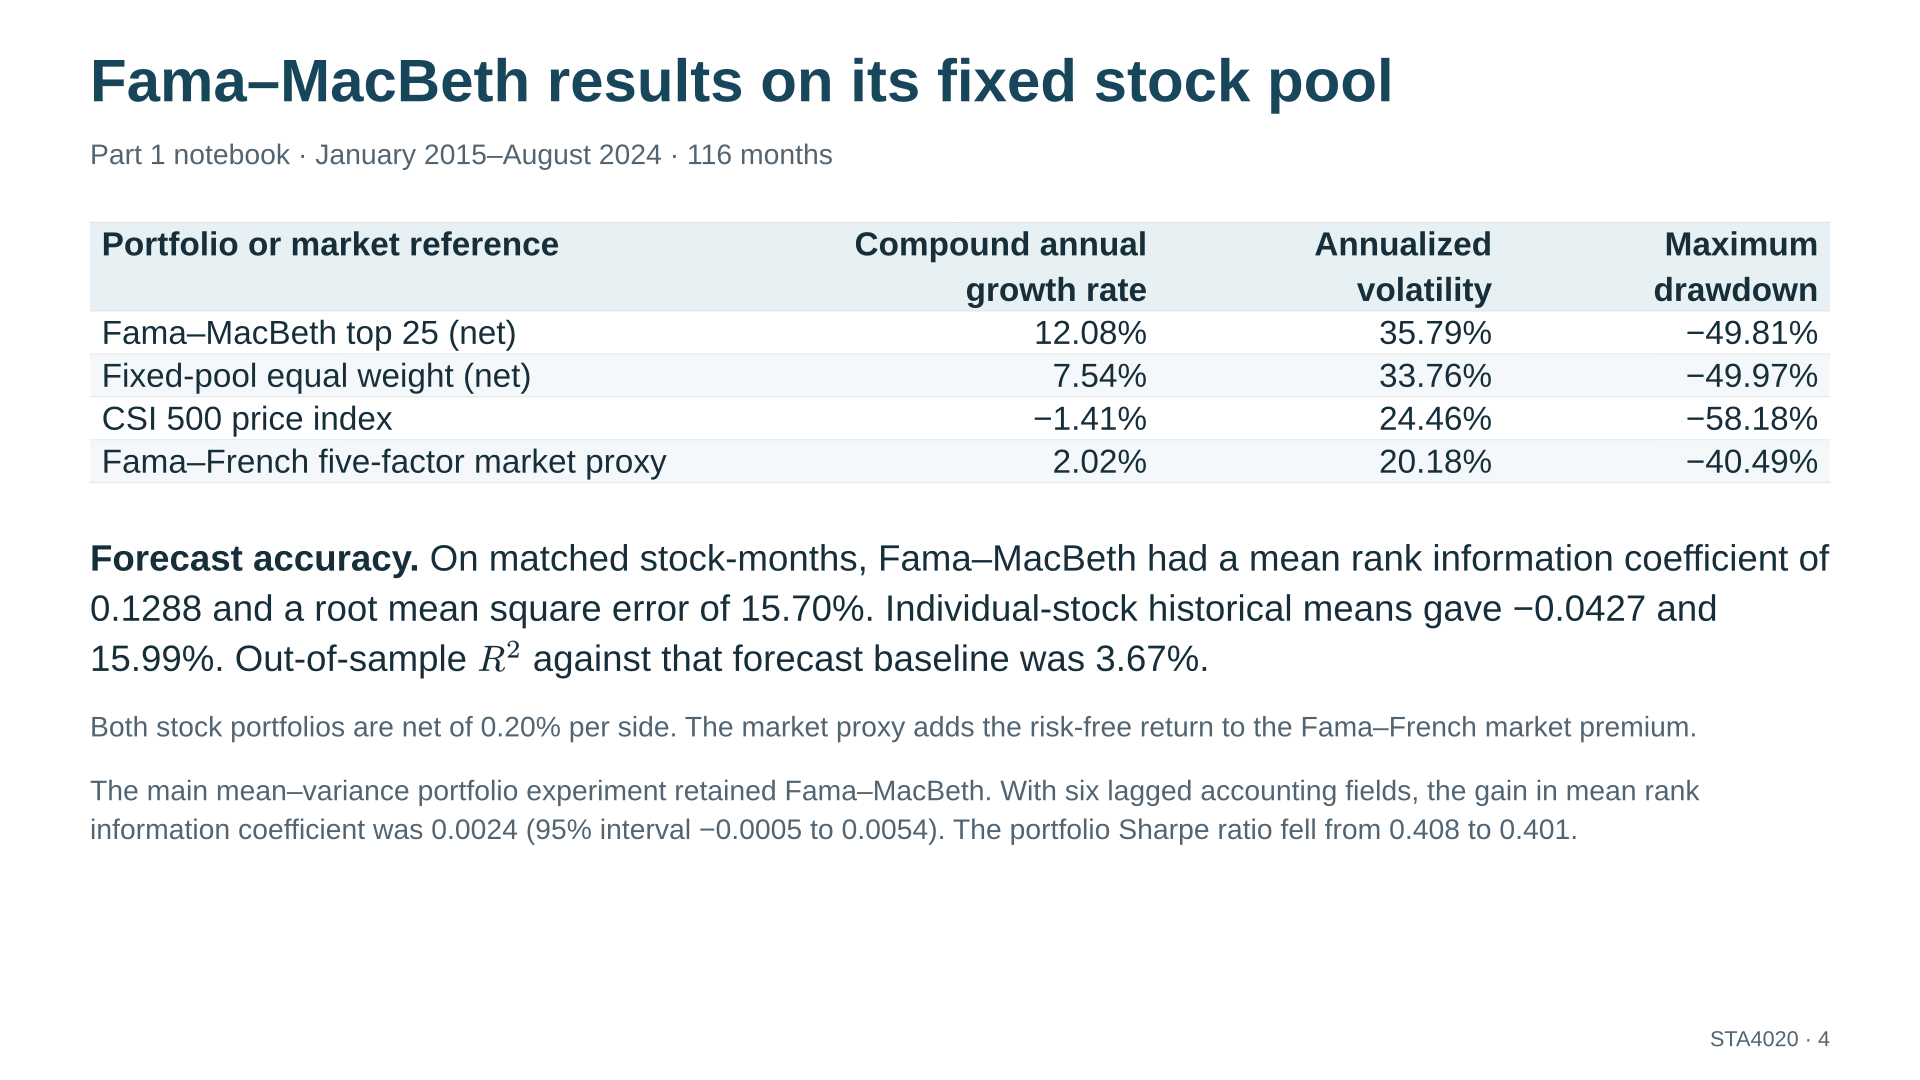 Fama–MacBeth results on its fixed stock pool
Part 1 notebook · January 2015–August 2024 · 116 months
Portfolio or market reference Compound annual growth rate Annualized volatility Maximum drawdown
Fama–MacBeth top 25 (net) 12.08% 35.79% −49.81%
Fixed-pool equal weight (net) 7.54% 33.76% −49.97%
CSI 500 price index −1.41% 24.46% −58.18%
Fama–French five-factor market proxy 2.02% 20.18% −40.49%
Forecast accuracy. On matched stock-months, Fama–MacBeth had a mean rank information coefficient of
0.1288 and a root mean square error of 15.70%. Individual-stock historical means gave −0.0427 and
15.99%. Out-of-sample R² against that forecast baseline was 3.67%.
Both stock portfolios are net of 0.20% per side. The market proxy adds the risk-free return to the Fama–French market premium.
The main mean–variance portfolio experiment retained Fama–MacBeth. With six lagged accounting fields, the gain in mean rank
information coefficient was 0.0024 (95% interval −0.0005 to 0.0054). The portfolio Sharpe ratio fell from 0.408 to 0.401.
STA4020 · 4